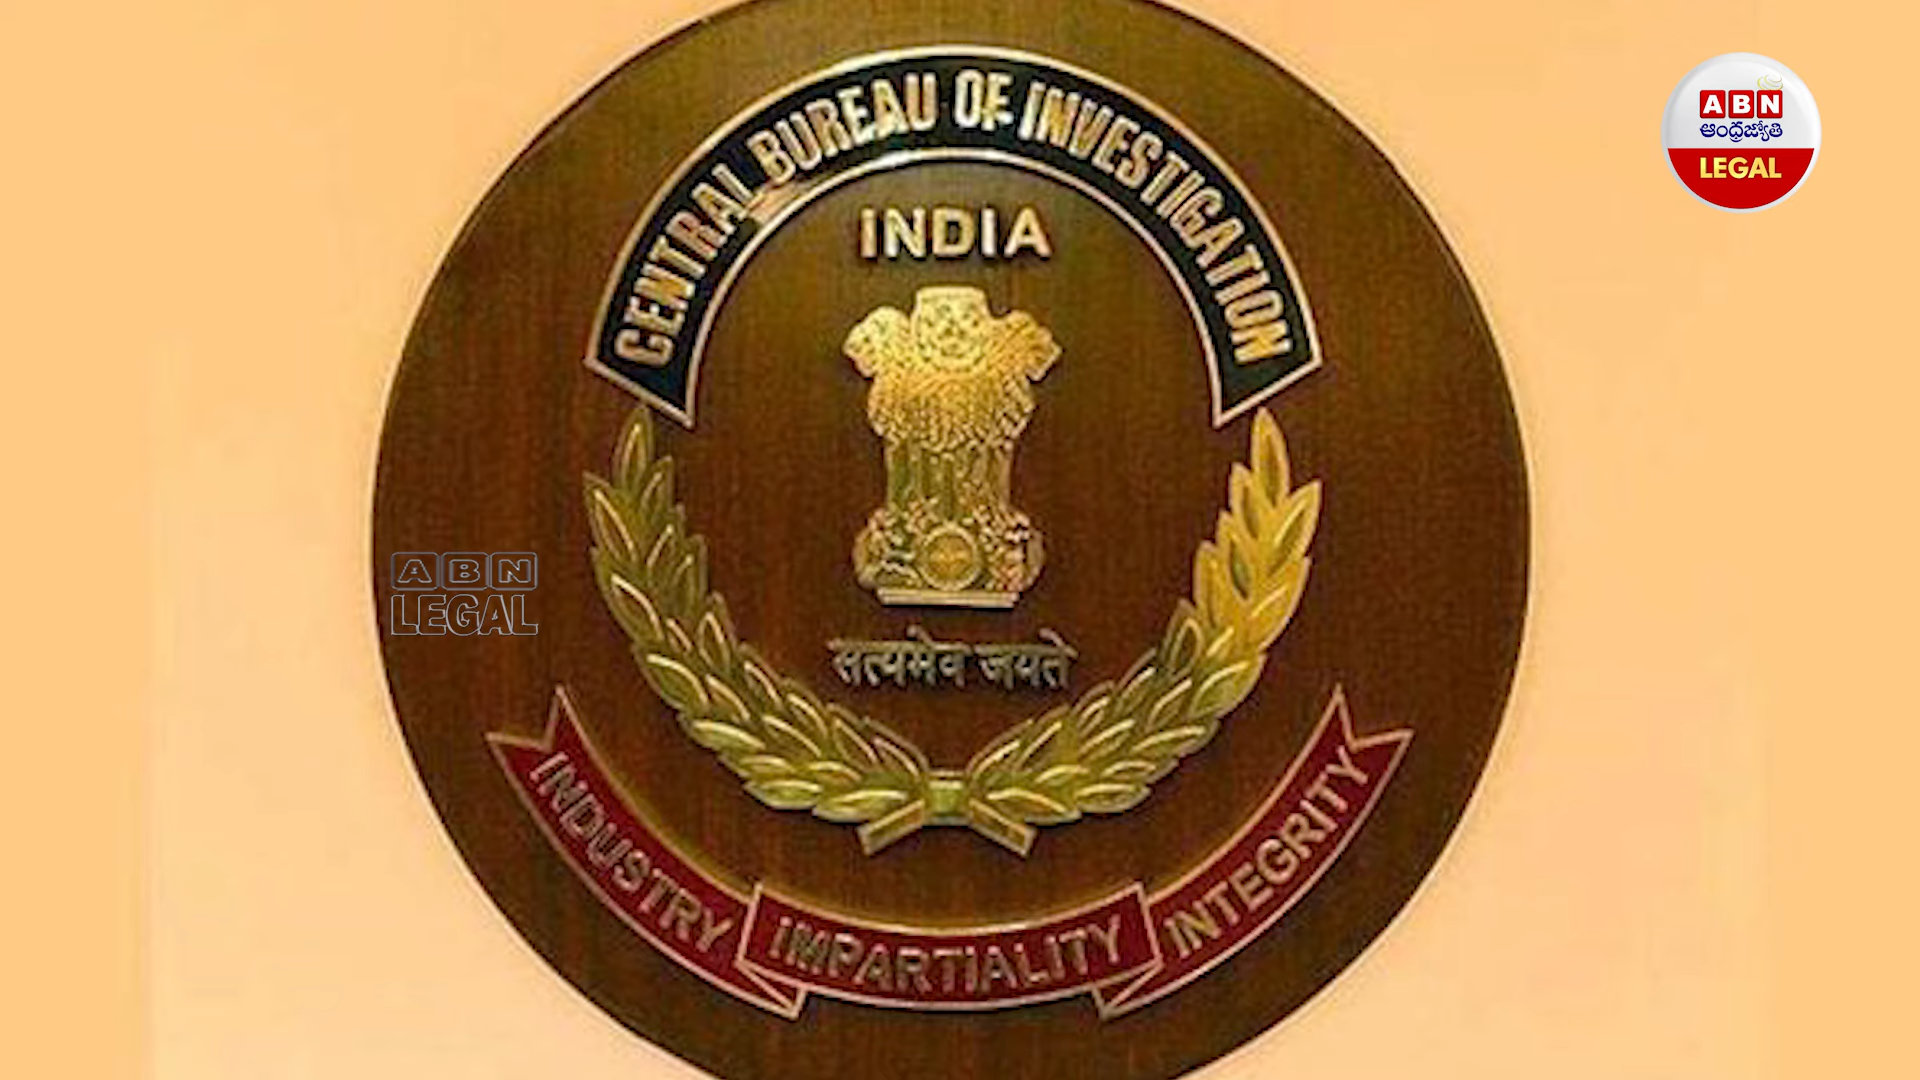 CENTRAL BUREAU OF INVESTIGATION
INDIA
सत्यमेव जयते
INDUSTRY IMPARTIALITY INTEGRITY
ABN
ఆంధ్రజ్యోతి
LEGAL
ABN
LEGAL